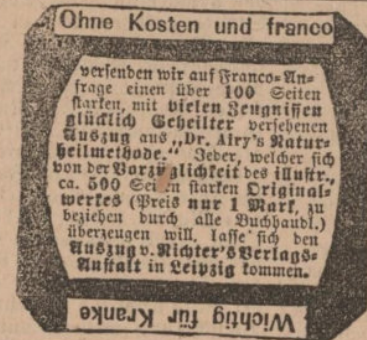 Ohne Kosten und franco
versenden wir auf Franco-An-
frage einen über 100 Seiten
starken, mit vielen Zeugnissen
glücklich Geheilter versehenen
Auszug aus „Dr. Airy's Natur-
heilmethode." Jeder, welcher sich
von der Vorzüglichkeit des illustr.,
ca. 500 Seiten starken Original-
werkes (Preis nur 1 Mark, zu
beziehen durch alle Buchhandl.)
überzeugen will, lasse sich den
Auszug v. Richter's Verlags-
Anstalt in Leipzig kommen.
Wichtig für Kranke